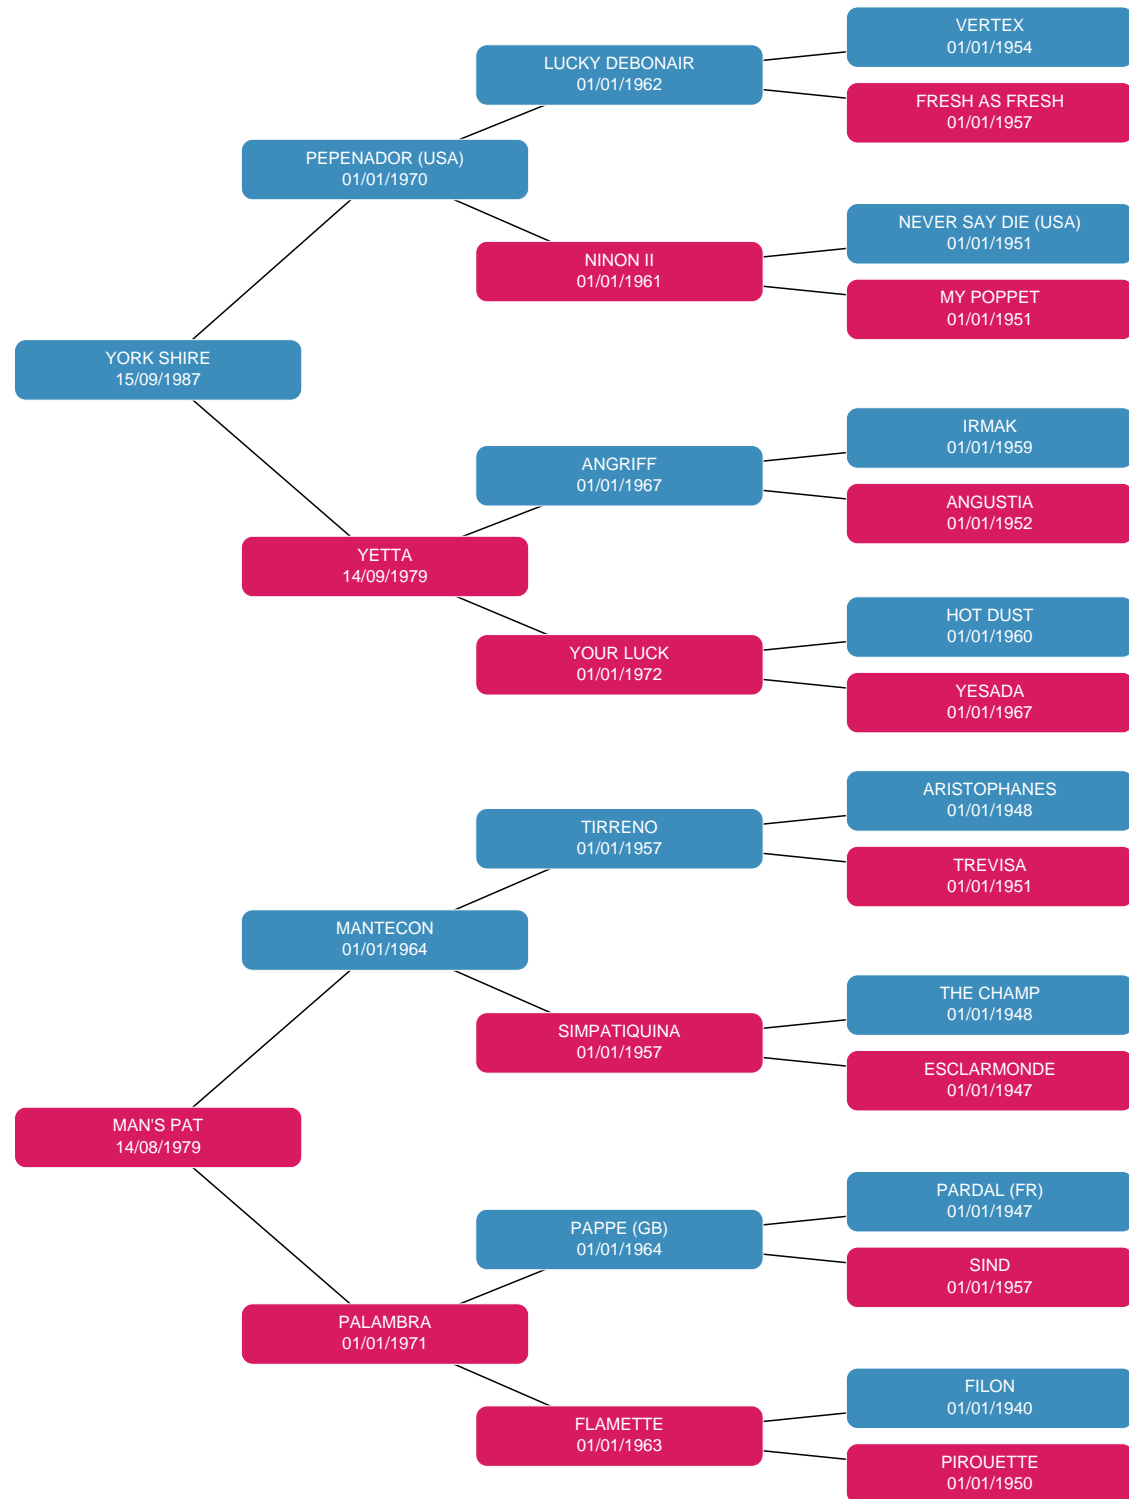 VERTEX
01/01/1954
LUCKY DEBONAIR
01/01/1962
FRESH AS FRESH
01/01/1957
PEPENADOR (USA)
01/01/1970
NEVER SAY DIE (USA)
01/01/1951
NINON II
01/01/1961
MY POPPET
01/01/1951
YORK SHIRE
15/09/1987
IRMAK
01/01/1959
ANGRIFF
01/01/1967
ANGUSTIA
01/01/1952
YETTA
14/09/1979
HOT DUST
01/01/1960
YOUR LUCK
01/01/1972
YESADA
01/01/1967
ARISTOPHANES
01/01/1948
TIRRENO
01/01/1957
TREVISA
01/01/1951
MANTECON
01/01/1964
THE CHAMP
01/01/1948
SIMPATIQUINA
01/01/1957
ESCLARMONDE
01/01/1947
MAN'S PAT
14/08/1979
PARDAL (FR)
01/01/1947
PAPPE (GB)
01/01/1964
SIND
01/01/1957
PALAMBRA
01/01/1971
FILON
01/01/1940
FLAMETTE
01/01/1963
PIROUETTE
01/01/1950